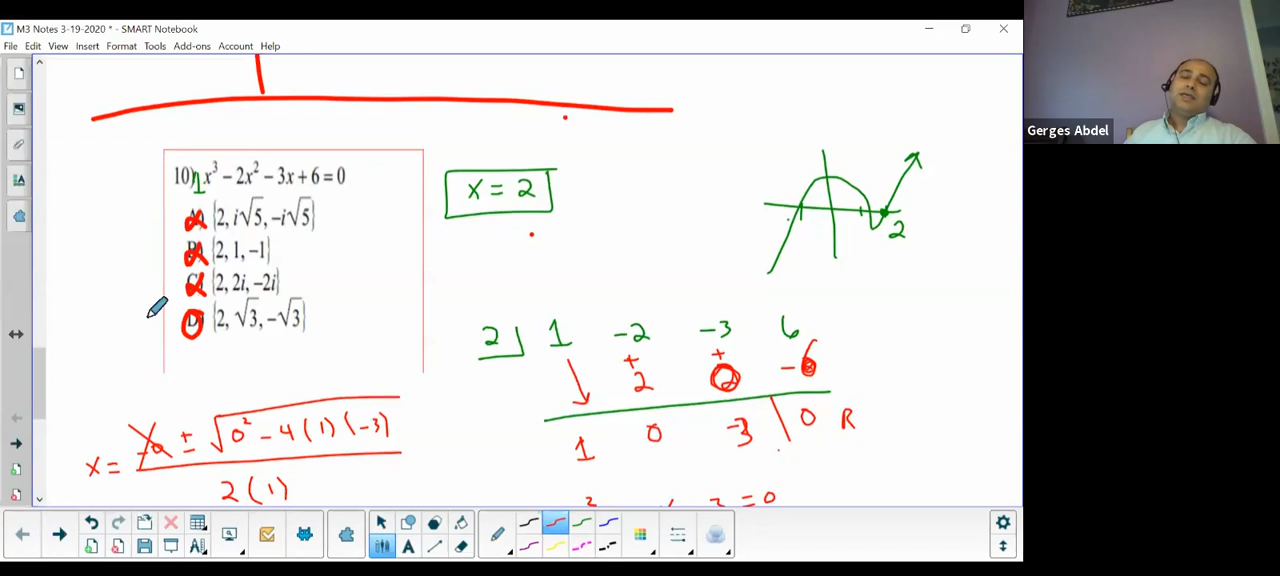 M3 Notes 3-19-2020 * - SMART Notebook
File Edit View Insert Format Tools Add-ons Account Help
Gerges Abdel
10) 1x³ − 2x² − 3x + 6 = 0
{2, i√5, −i√5}
{2, 1, −1}
{2, 2i, −2i}
D) {2, √3, −√3}
x = 2
2
2 | 1 -2 -3 6
+ 2 + 0 -6
1 0 -3 | 0 R
x = -0 ± √0² - 4(1)(-3)
2(1)
= 0